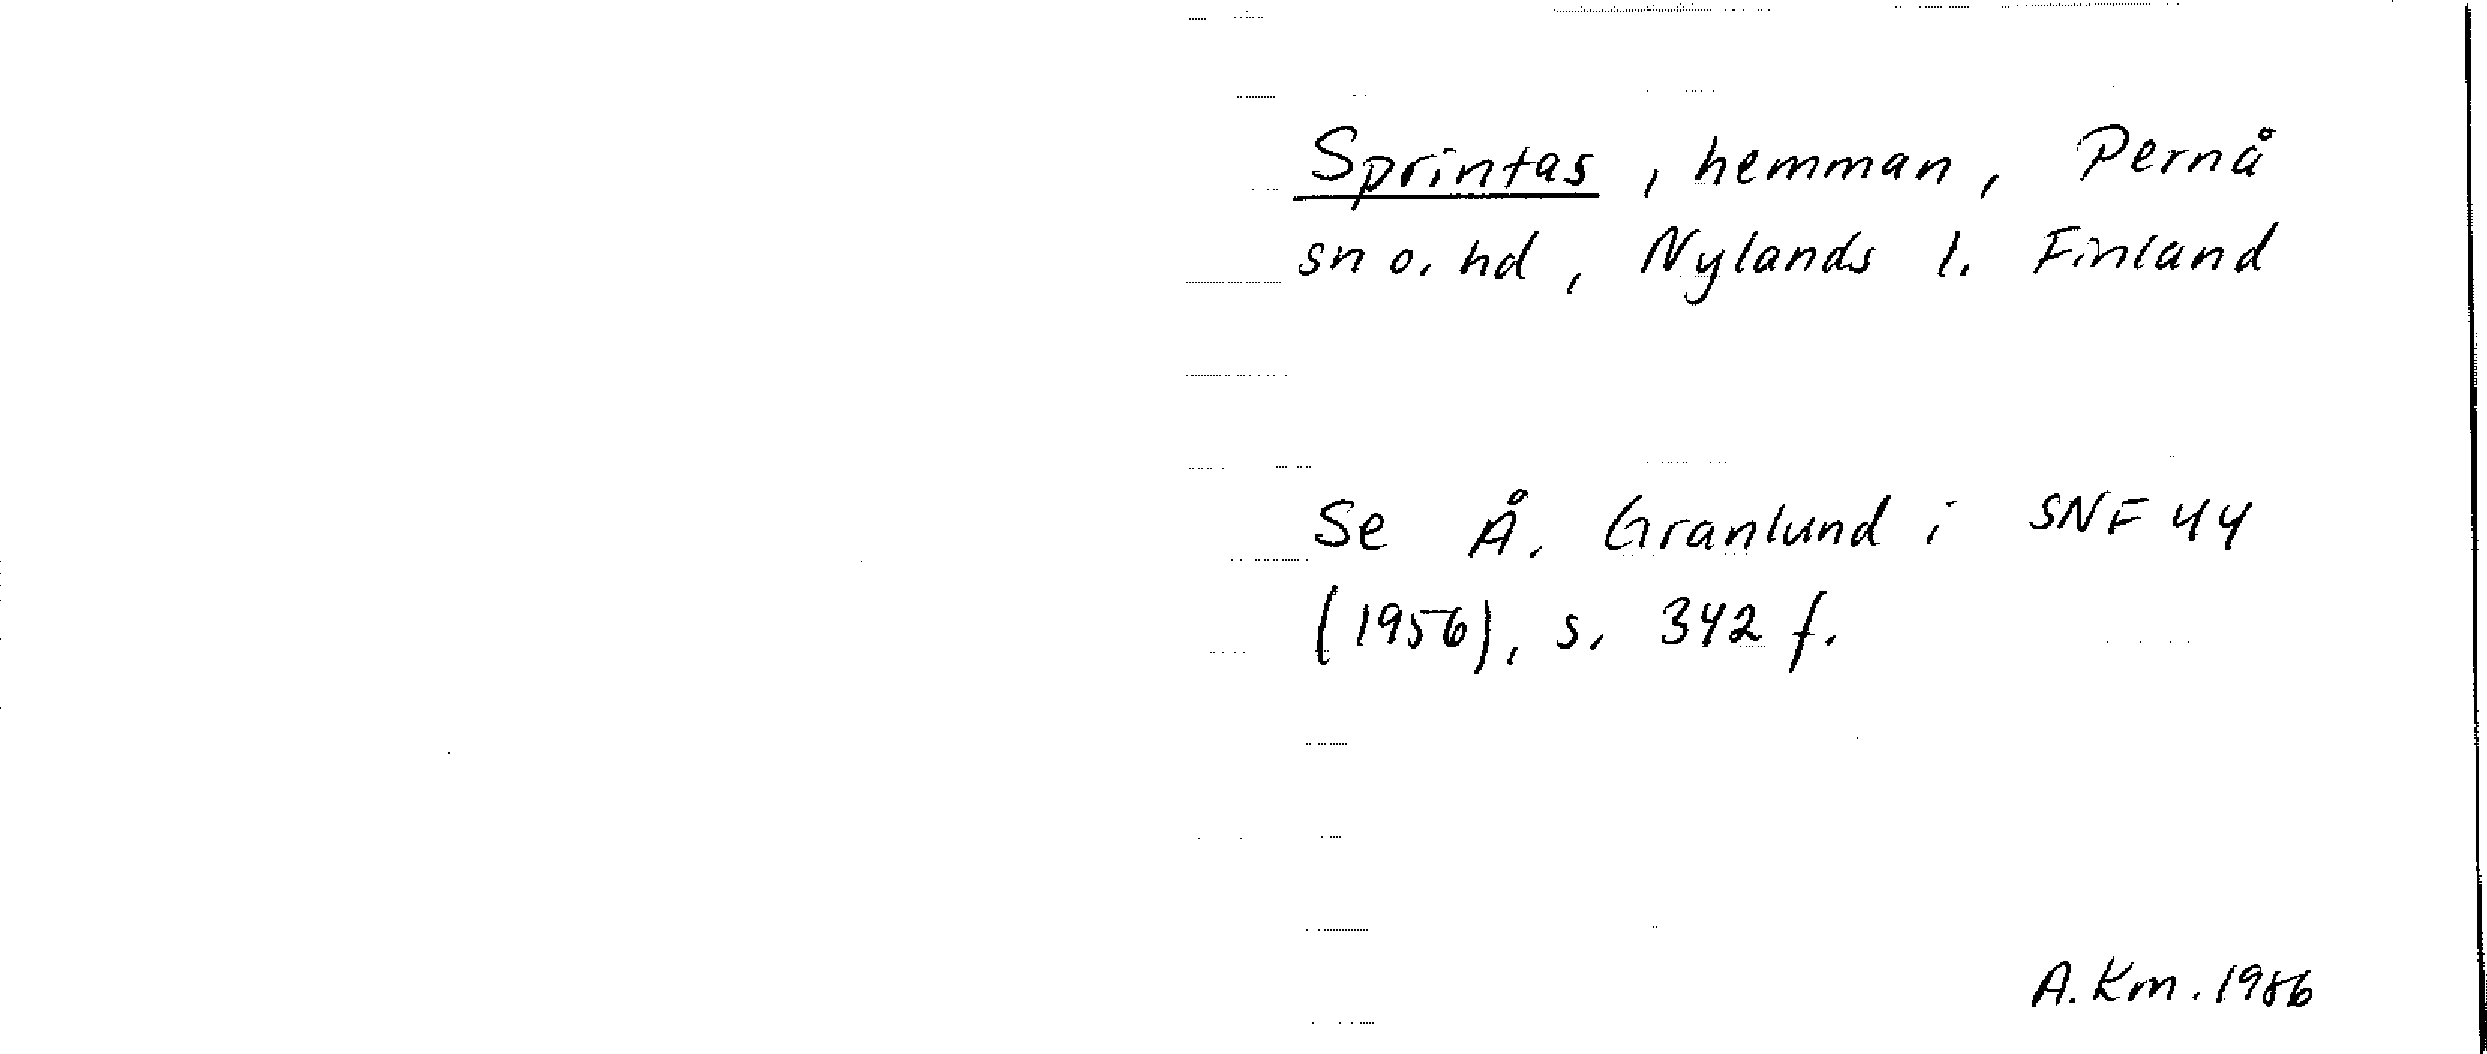 Sprintas, hemman, Pernå
sn o. hd, Nylands l. Finland
Se Å. Granlund i SNF 44
(1956), s. 342 f.
A. Km. 1986